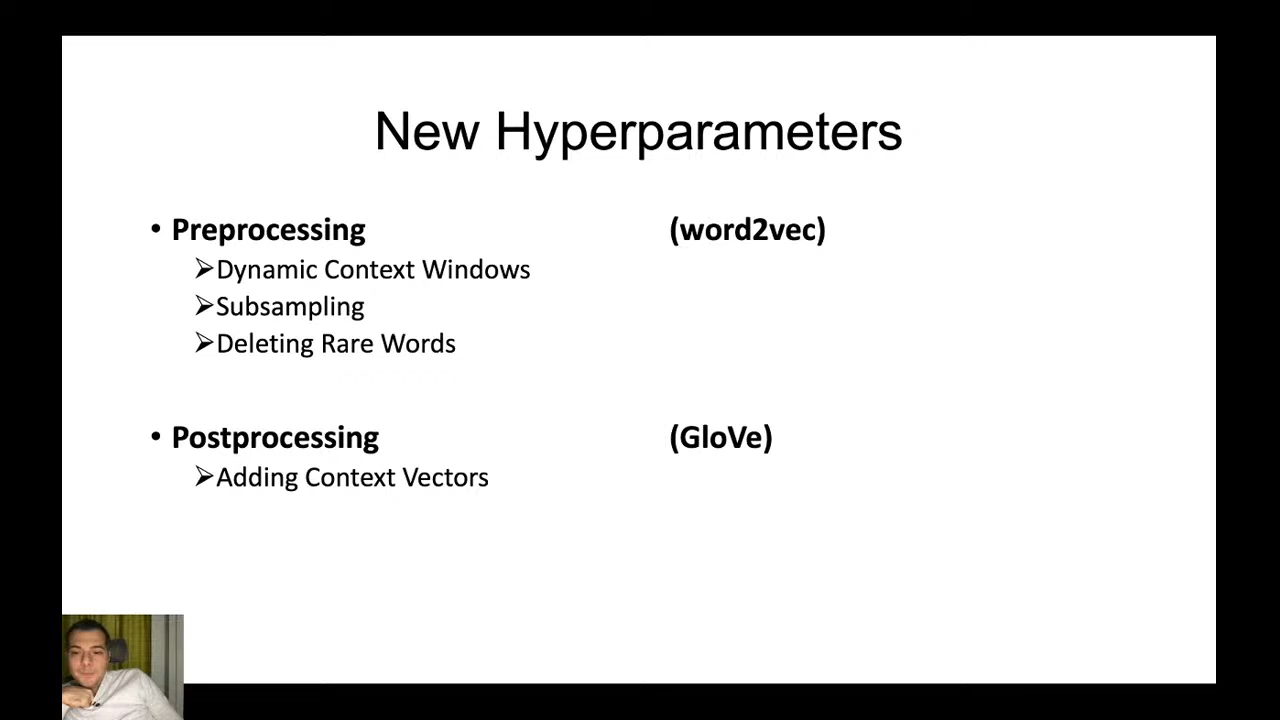 New Hyperparameters
• Preprocessing (word2vec)
➢Dynamic Context Windows
➢Subsampling
➢Deleting Rare Words
• Postprocessing (GloVe)
➢Adding Context Vectors